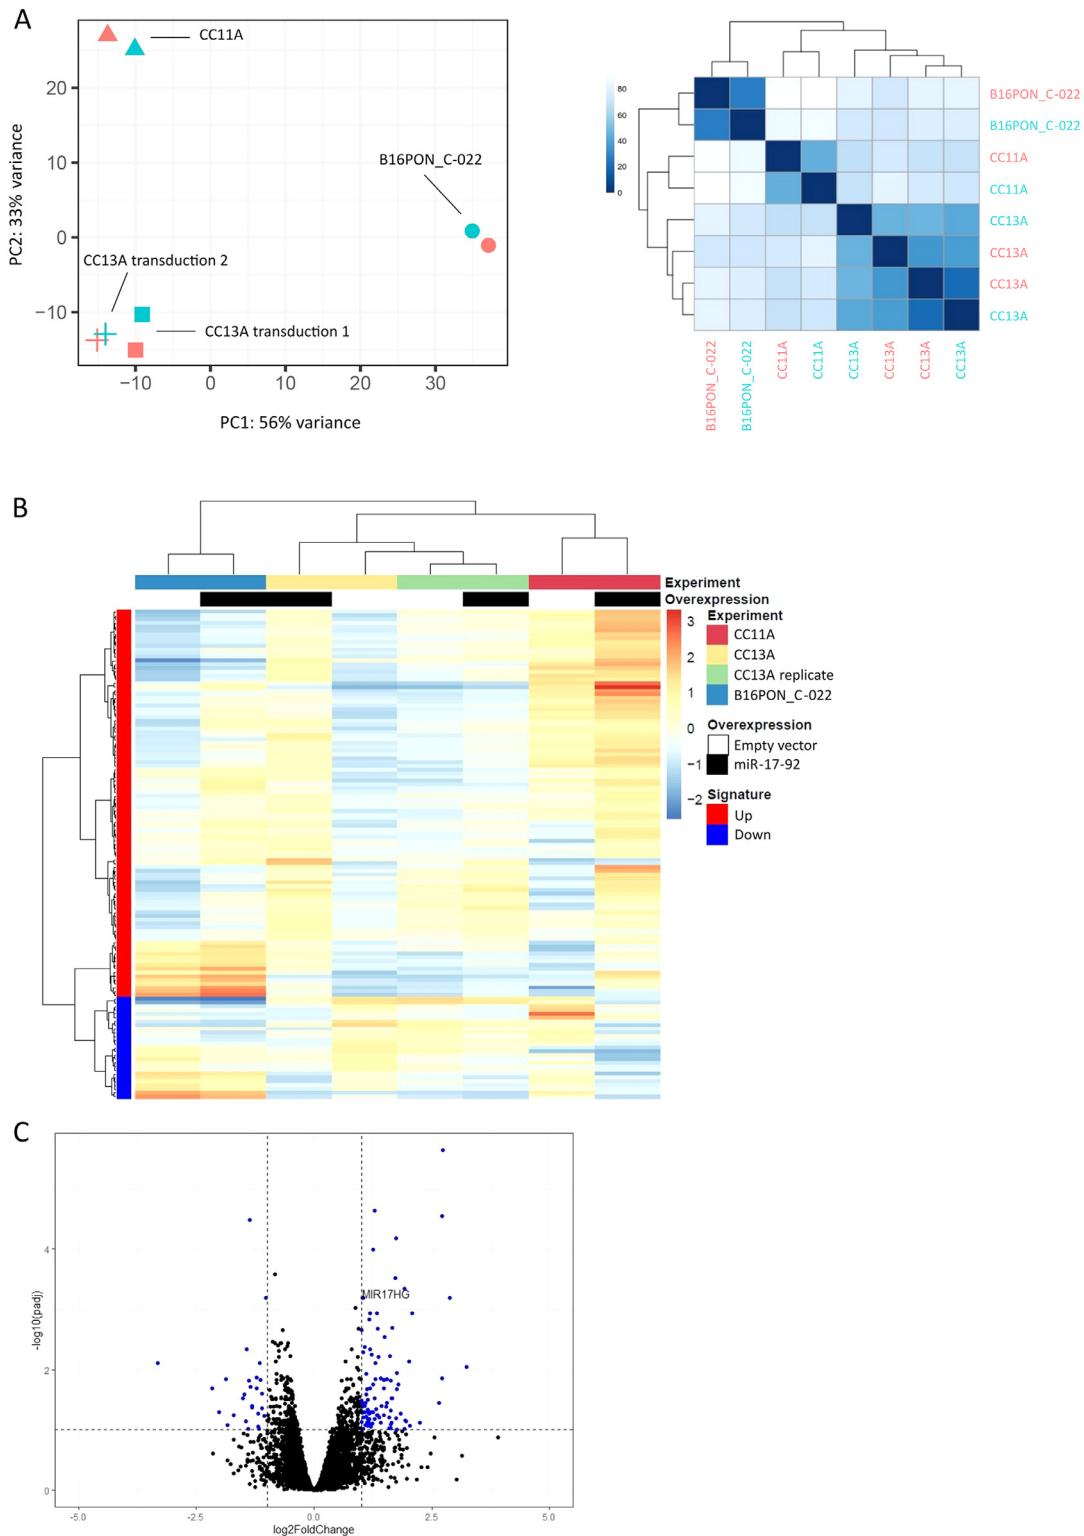 A
CC11A
B16PON_C-022
CC13A transduction 2
CC13A transduction 1
PC2: 33% variance
20
10
0
−10
−10
0
10
20
30
PC1: 56% variance
80
60
40
20
0
B16PON_C-022
B16PON_C-022
CC11A
CC11A
CC13A
CC13A
CC13A
CC13A
B16PON_C-022
B16PON_C-022
CC11A
CC11A
CC13A
CC13A
CC13A
CC13A
B
Experiment
Overexpression
3
2
1
0
−1
−2
Experiment
CC11A
CC13A
CC13A replicate
B16PON_C-022
Overexpression
Empty vector
miR-17-92
Signature
Up
Down
C
-log10(padj)
4
2
0
MIR17HG
-5.0
-2.5
0.0
2.5
5.0
log2FoldChange